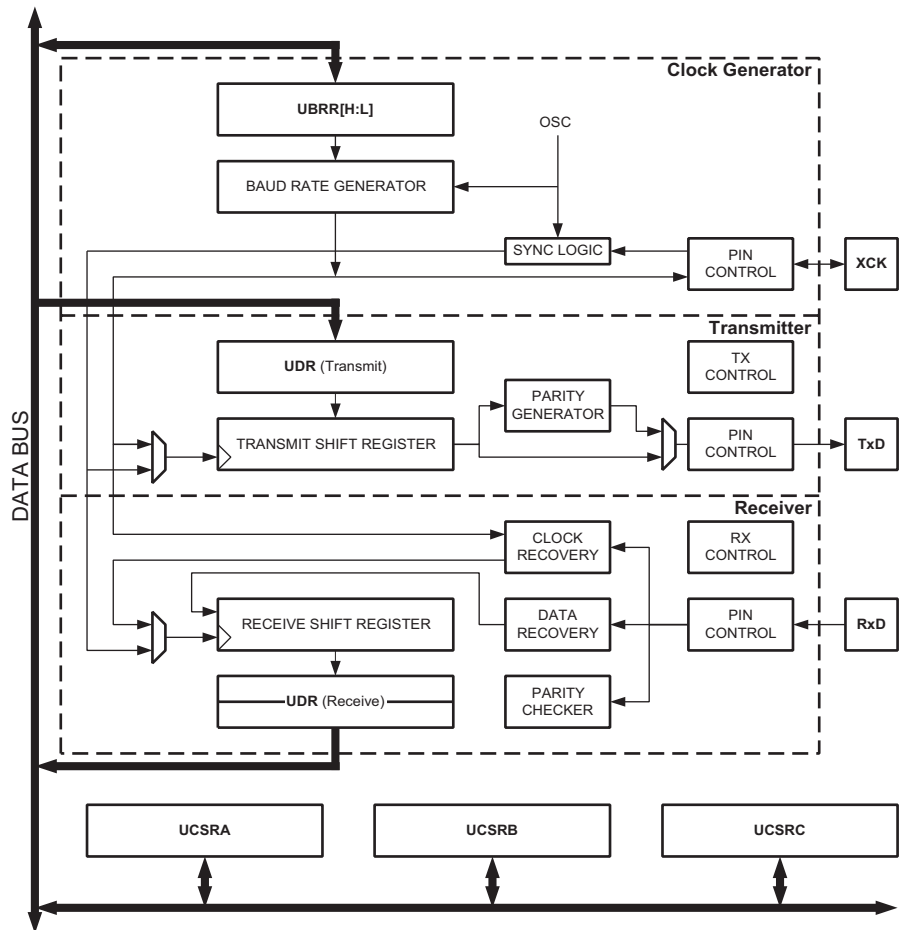 Clock Generator
UBRR[H:L]
OSC
BAUD RATE GENERATOR
SYNC LOGIC
PIN
CONTROL
XCK
Transmitter
UDR (Transmit)
TX
CONTROL
PARITY
GENERATOR
TRANSMIT SHIFT REGISTER
PIN
CONTROL
TxD
DATA BUS
Receiver
CLOCK
RECOVERY
RX
CONTROL
RECEIVE SHIFT REGISTER
DATA
RECOVERY
PIN
CONTROL
RxD
UDR (Receive)
PARITY
CHECKER
UCSRA
UCSRB
UCSRC